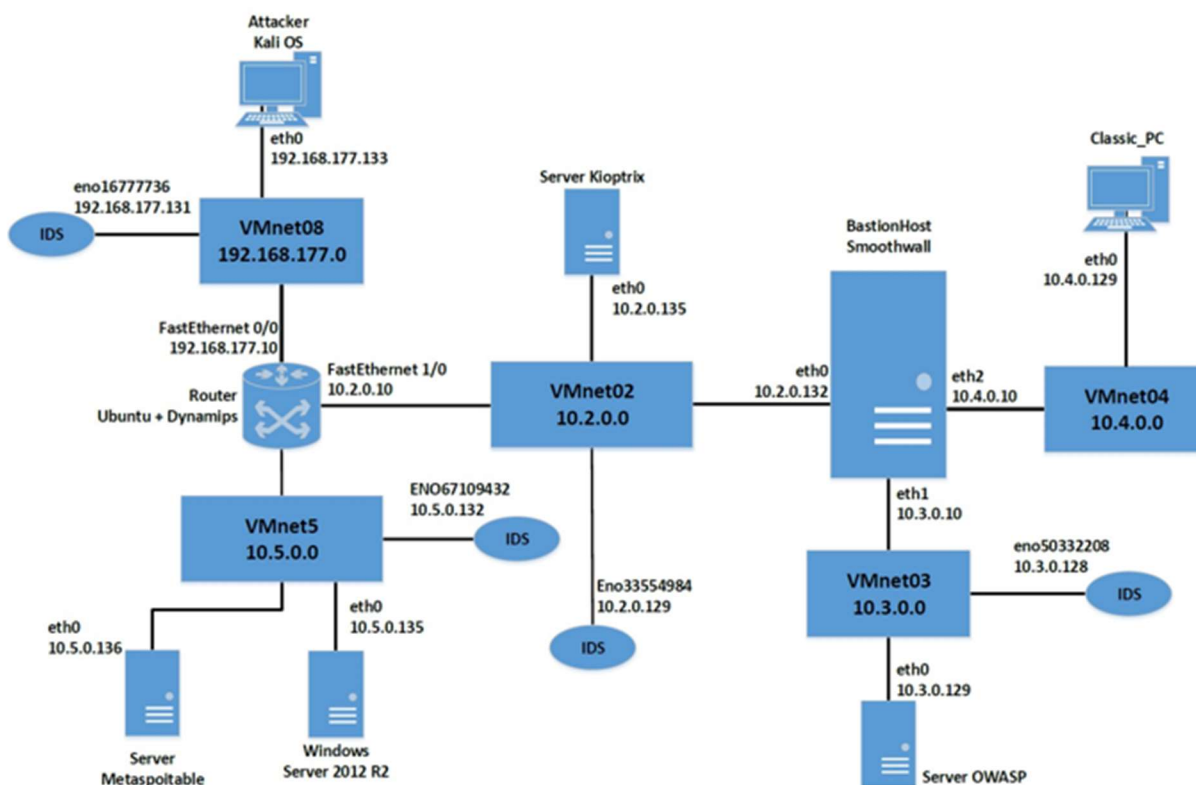 Attacker
Kali OS
eth0
192.168.177.133
eno16777736
192.168.177.131
IDS
VMnet08
192.168.177.0
FastEthernet 0/0
192.168.177.10
Router
Ubuntu + Dynamips
FastEthernet 1/0
10.2.0.10
Server Kioptrix
eth0
10.2.0.135
VMnet02
10.2.0.0
eth0
10.2.0.132
BastionHost
Smoothwall
eth2
10.4.0.10
Classic_PC
eth0
10.4.0.129
VMnet04
10.4.0.0
VMnet5
10.5.0.0
ENO67109432
10.5.0.132
IDS
eth0
10.5.0.136
eth0
10.5.0.135
Server
Metaspoitable
Windows
Server 2012 R2
Eno33554984
10.2.0.129
IDS
eth1
10.3.0.10
VMnet03
10.3.0.0
eno50332208
10.3.0.128
IDS
eth0
10.3.0.129
Server OWASP